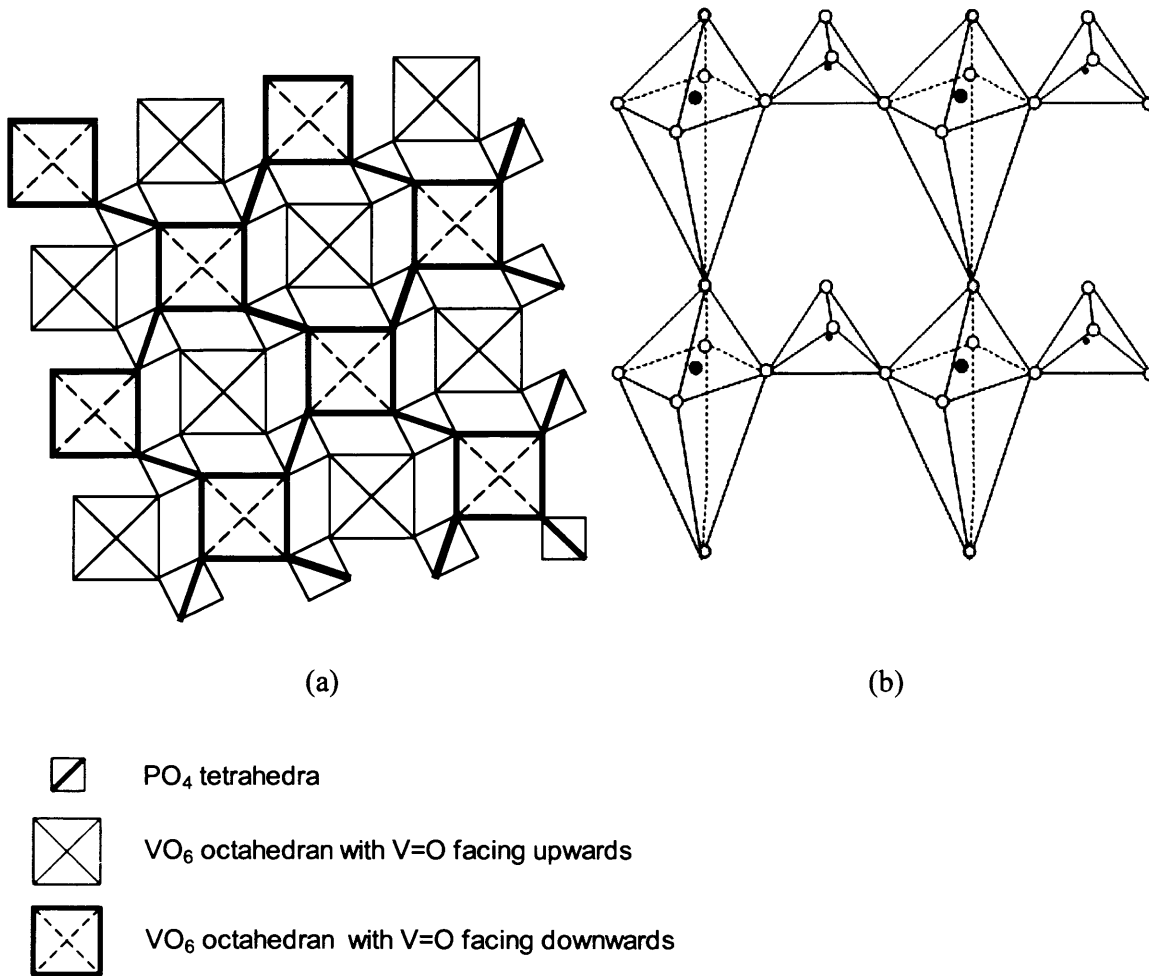 (a)
(b)
PO₄ tetrahedra
VO₆ octahedran with V=O facing upwards
VO₆ octahedran with V=O facing downwards